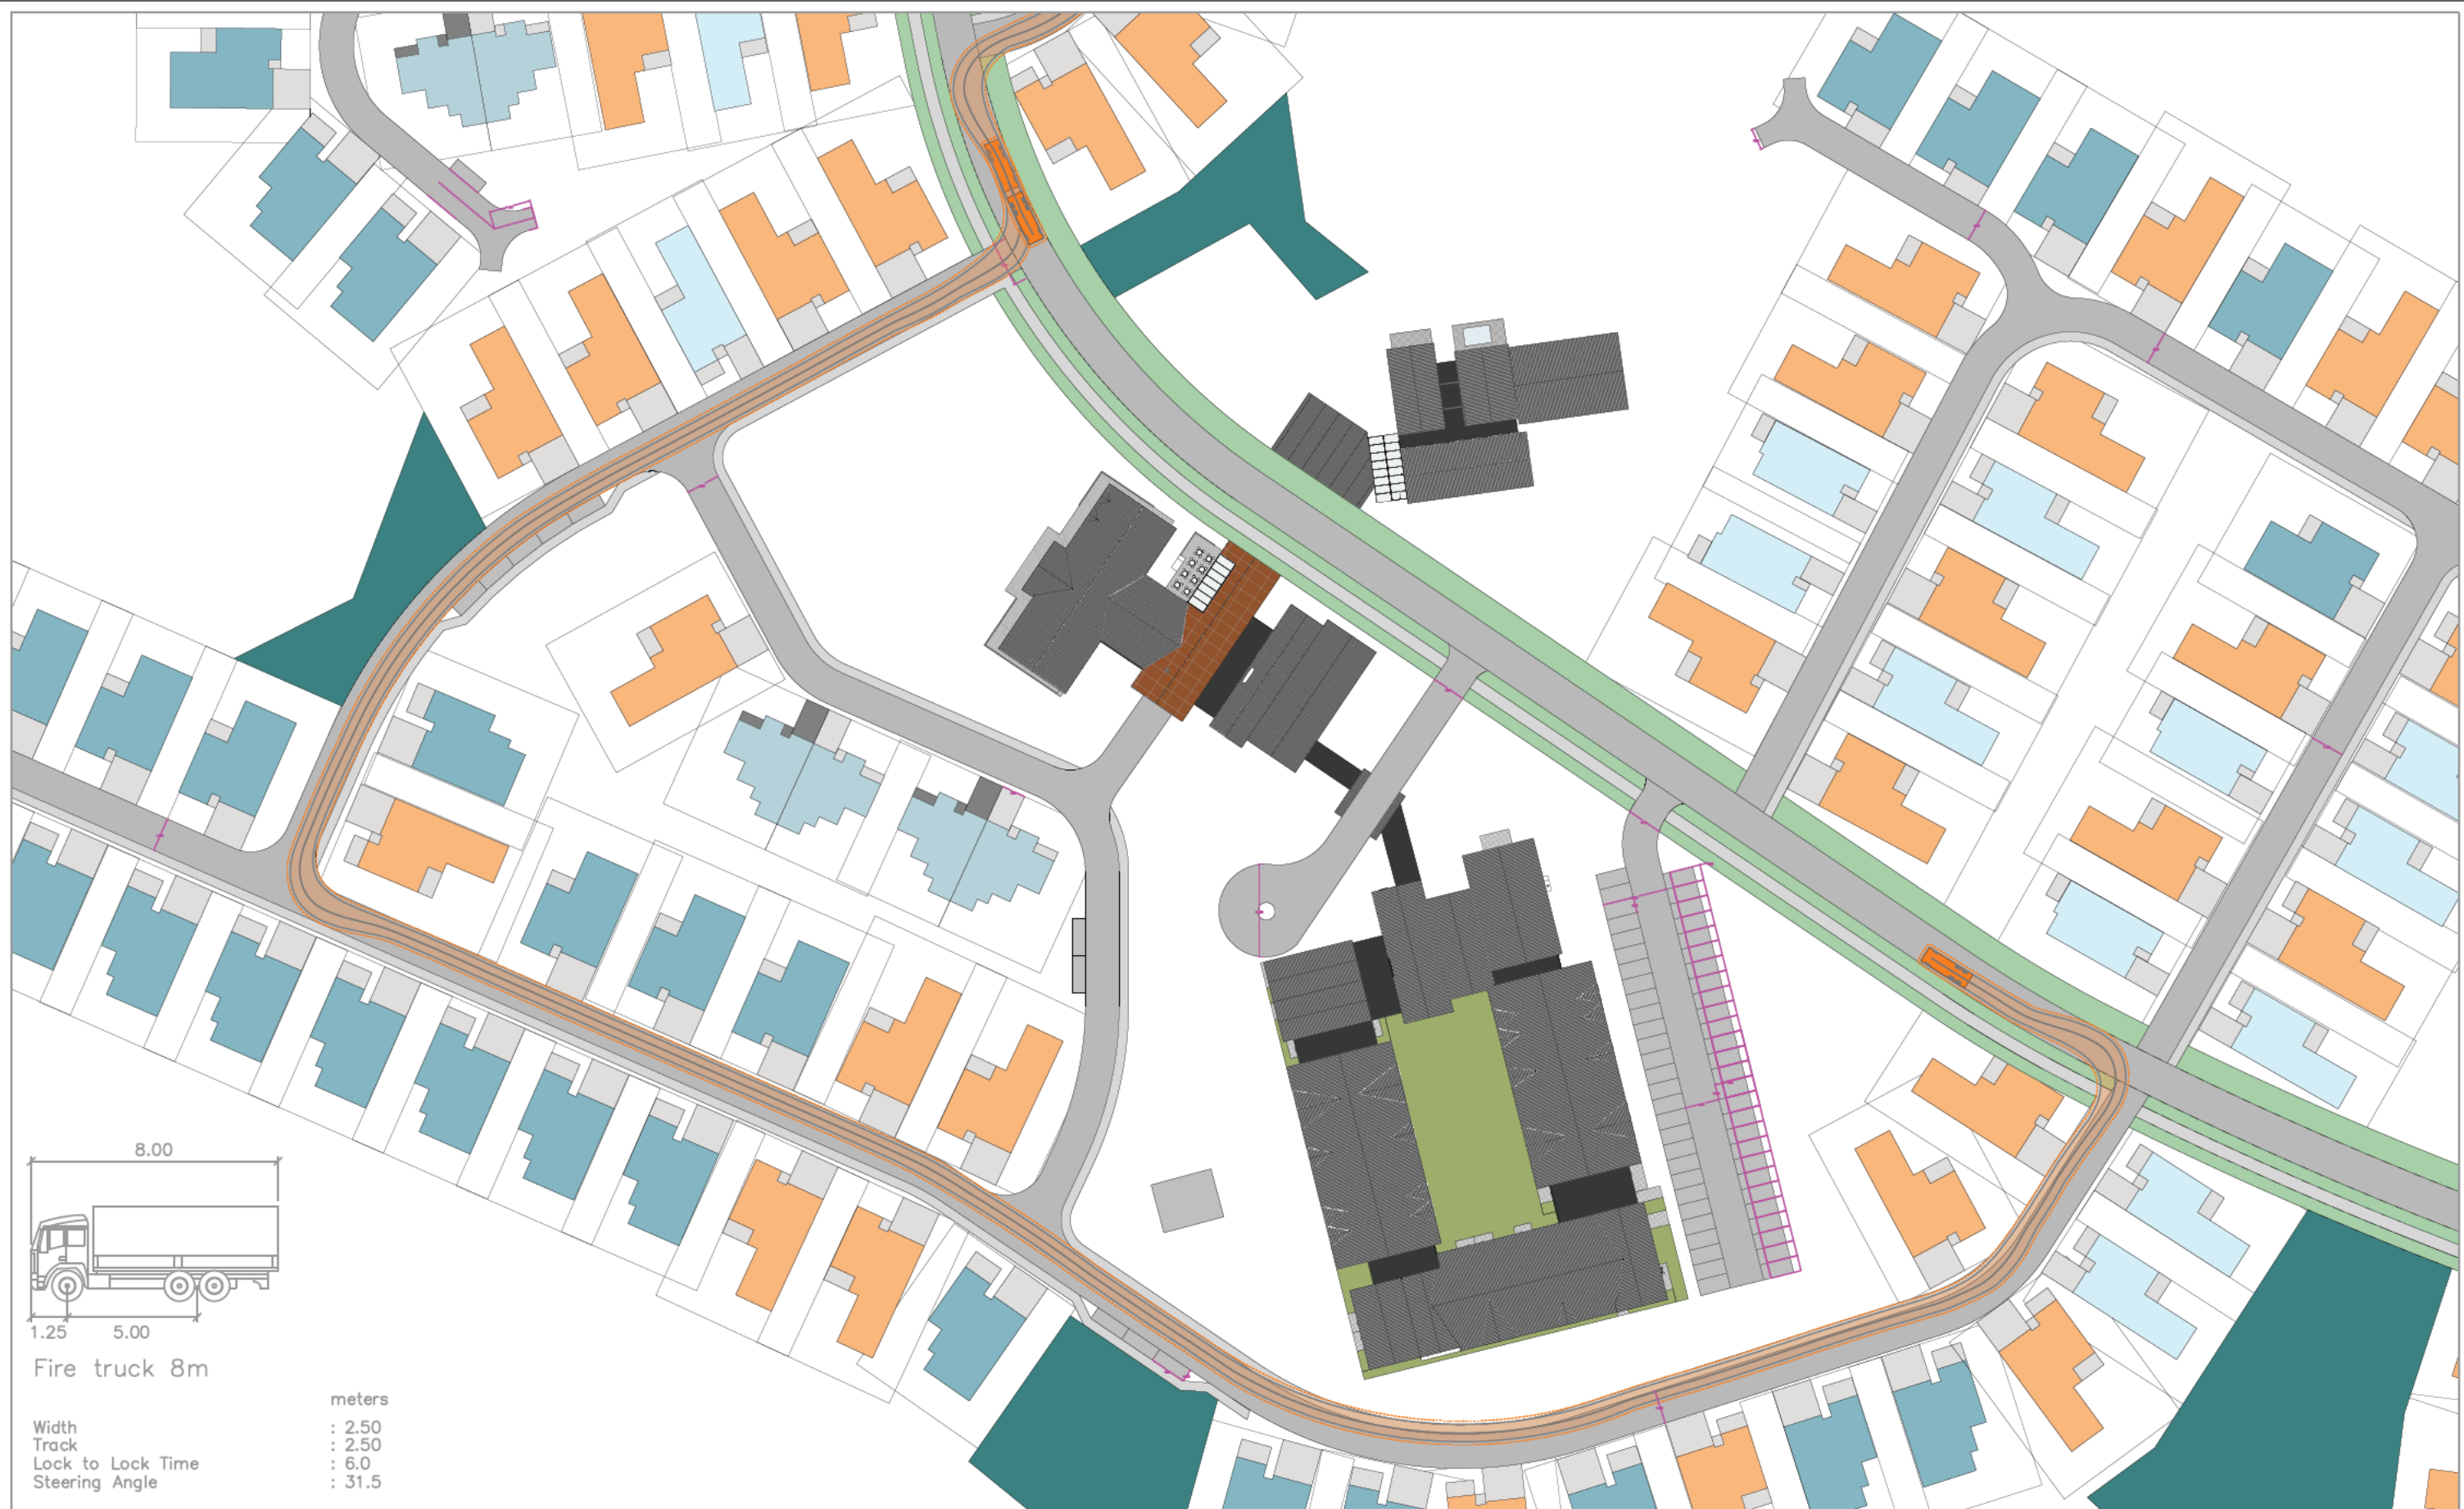 8.00
1.25 5.00
Fire truck 8m
meters
Width : 2.50
Track : 2.50
Lock to Lock Time : 6.0
Steering Angle : 31.5